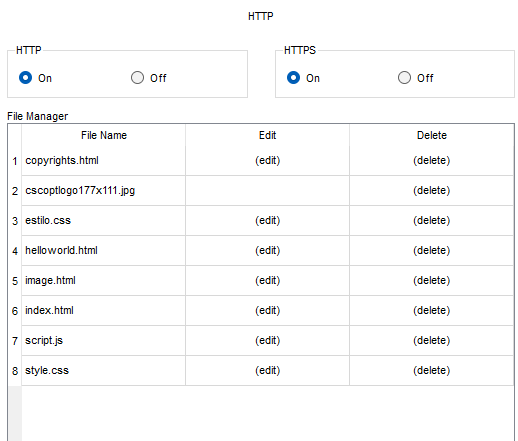 HTTP
HTTP HTTPS
On Off On Off
File Manager
File Name Edit Delete
1 copyrights.html (edit) (delete)
2 cscoptlogo177x111.jpg (delete)
3 estilo.css (edit) (delete)
4 helloworld.html (edit) (delete)
5 image.html (edit) (delete)
6 index.html (edit) (delete)
7 script.js (edit) (delete)
8 style.css (edit) (delete)